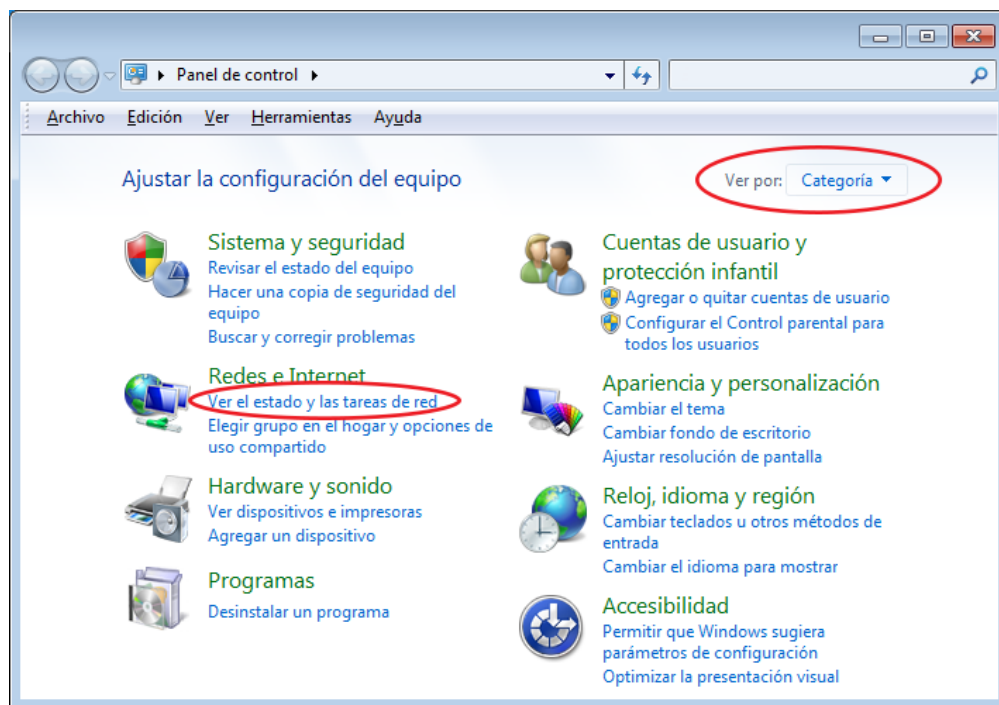 Panel de control
Archivo Edición Ver Herramientas Ayuda
Ajustar la configuración del equipo
Ver por: Categoría
Sistema y seguridad
Revisar el estado del equipo
Hacer una copia de seguridad del
equipo
Buscar y corregir problemas
Redes e Internet
Ver el estado y las tareas de red
Elegir grupo en el hogar y opciones de
uso compartido
Hardware y sonido
Ver dispositivos e impresoras
Agregar un dispositivo
Programas
Desinstalar un programa
Cuentas de usuario y
protección infantil
Agregar o quitar cuentas de usuario
Configurar el Control parental para
todos los usuarios
Apariencia y personalización
Cambiar el tema
Cambiar fondo de escritorio
Ajustar resolución de pantalla
Reloj, idioma y región
Cambiar teclados u otros métodos de
entrada
Cambiar el idioma para mostrar
Accesibilidad
Permitir que Windows sugiera
parámetros de configuración
Optimizar la presentación visual